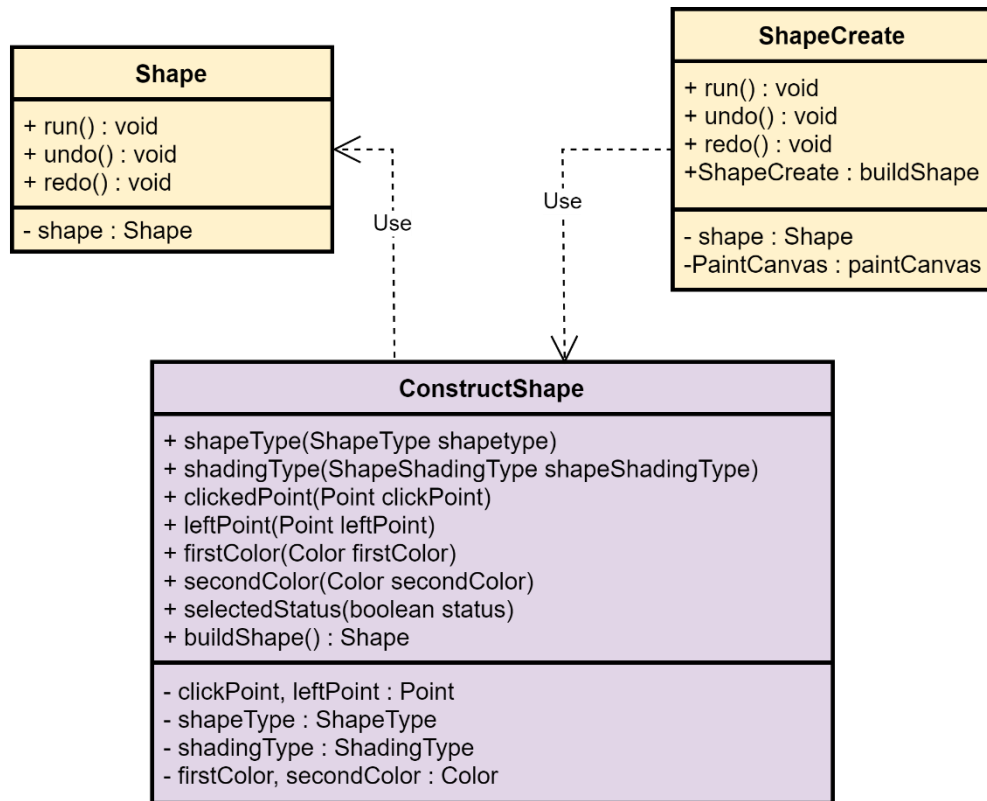 Shape
+ run() : void
+ undo() : void
+ redo() : void
- shape : Shape
ShapeCreate
+ run() : void
+ undo() : void
+ redo() : void
+ShapeCreate : buildShape
- shape : Shape
-PaintCanvas : paintCanvas
Use
Use
ConstructShape
+ shapeType(ShapeType shapetype)
+ shadingType(ShapeShadingType shapeShadingType)
+ clickedPoint(Point clickPoint)
+ leftPoint(Point leftPoint)
+ firstColor(Color firstColor)
+ secondColor(Color secondColor)
+ selectedStatus(boolean status)
+ buildShape() : Shape
- clickPoint, leftPoint : Point
- shapeType : ShapeType
- shadingType : ShadingType
- firstColor, secondColor : Color